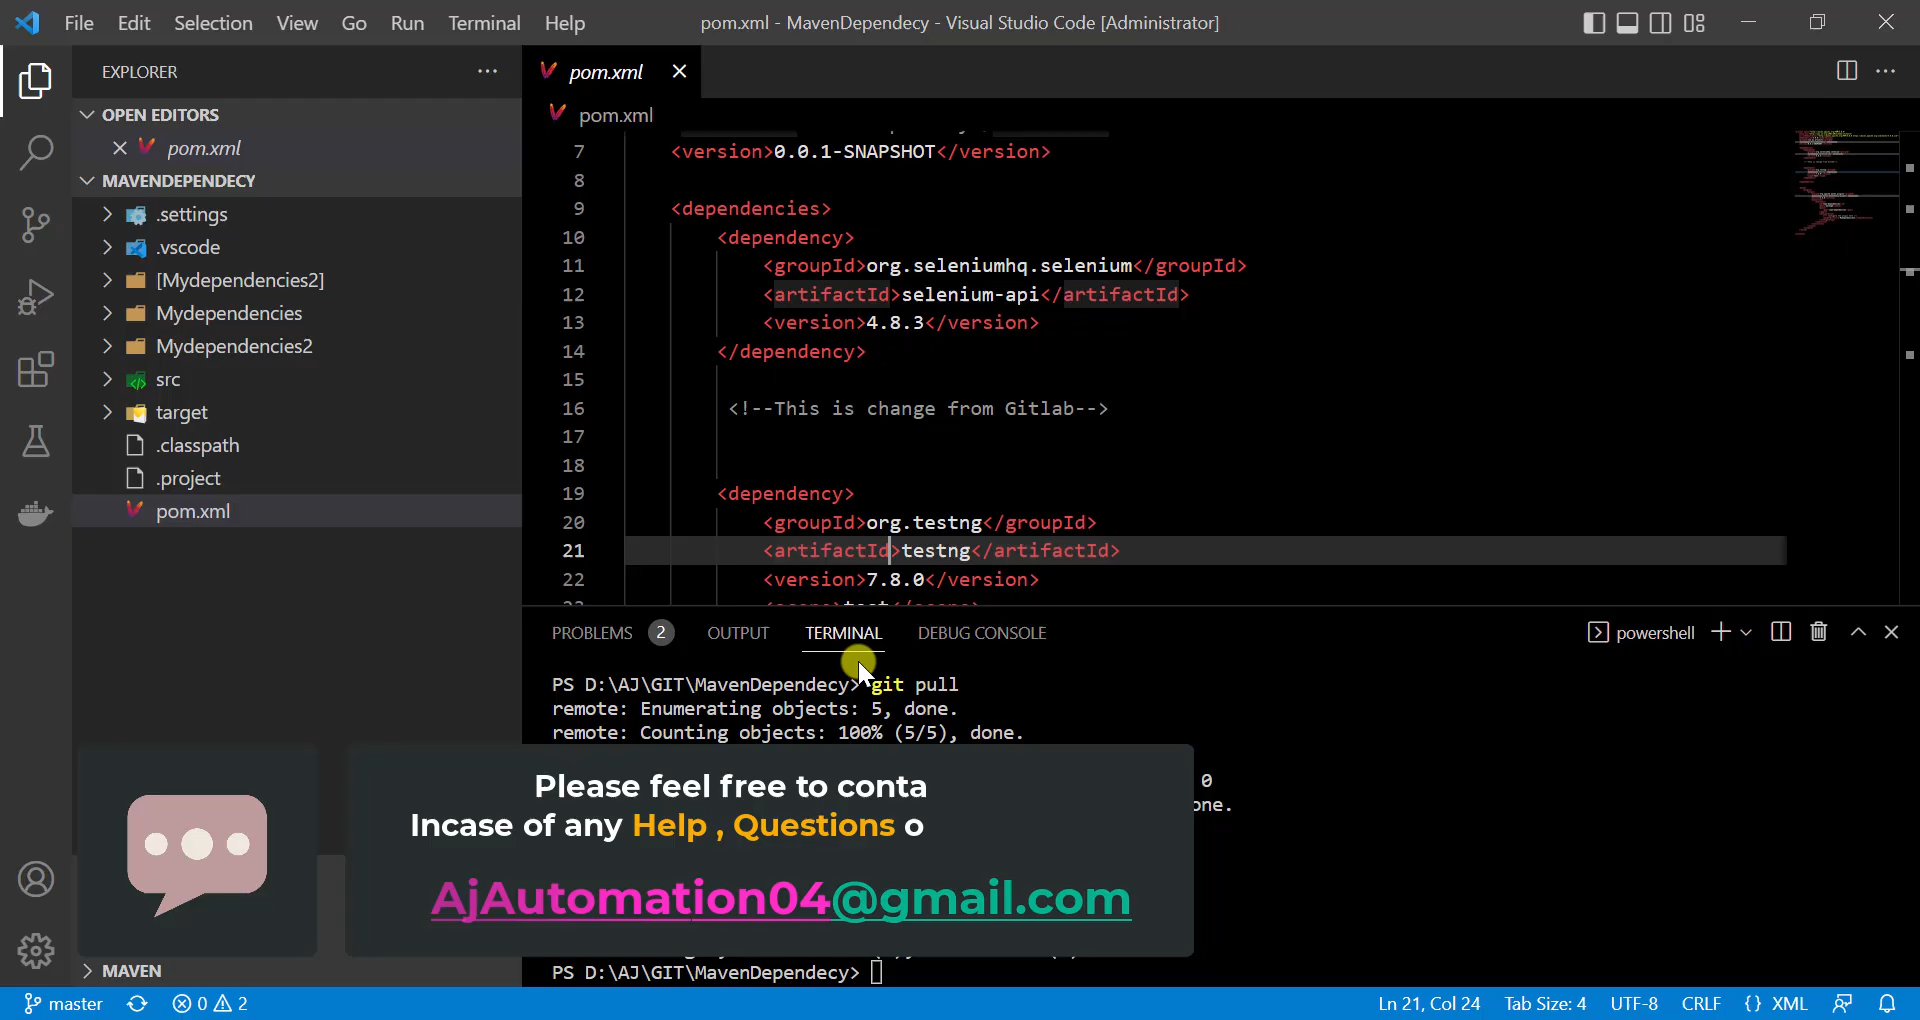 File Edit Selection View Go Run Terminal Help pom.xml - MavenDependecy - Visual Studio Code [Administrator]
EXPLORER
OPEN EDITORS
pom.xml
MAVENDEPENDECY
.settings
.vscode
[Mydependencies2]
Mydependencies
Mydependencies2
src
target
.classpath
.project
pom.xml
MAVEN
pom.xml
pom.xml
7 <version>0.0.1-SNAPSHOT</version>
8
9 <dependencies>
10 <dependency>
11 <groupId>org.seleniumhq.selenium</groupId>
12 <artifactId>selenium-api</artifactId>
13 <version>4.8.3</version>
14 </dependency>
15
16 <!--This is change from Gitlab-->
17
18
19 <dependency>
20 <groupId>org.testng</groupId>
21 <artifactId>testng</artifactId>
22 <version>7.8.0</version>
PROBLEMS 2 OUTPUT TERMINAL DEBUG CONSOLE powershell
PS D:\AJ\GIT\MavenDependecy> git pull
remote: Enumerating objects: 5, done.
remote: Counting objects: 100% (5/5), done.
0
one.
Please feel free to conta
Incase of any Help , Questions o
AjAutomation04@gmail.com
PS D:\AJ\GIT\MavenDependecy>
master 0 2 Ln 21, Col 24 Tab Size: 4 UTF-8 CRLF {} XML